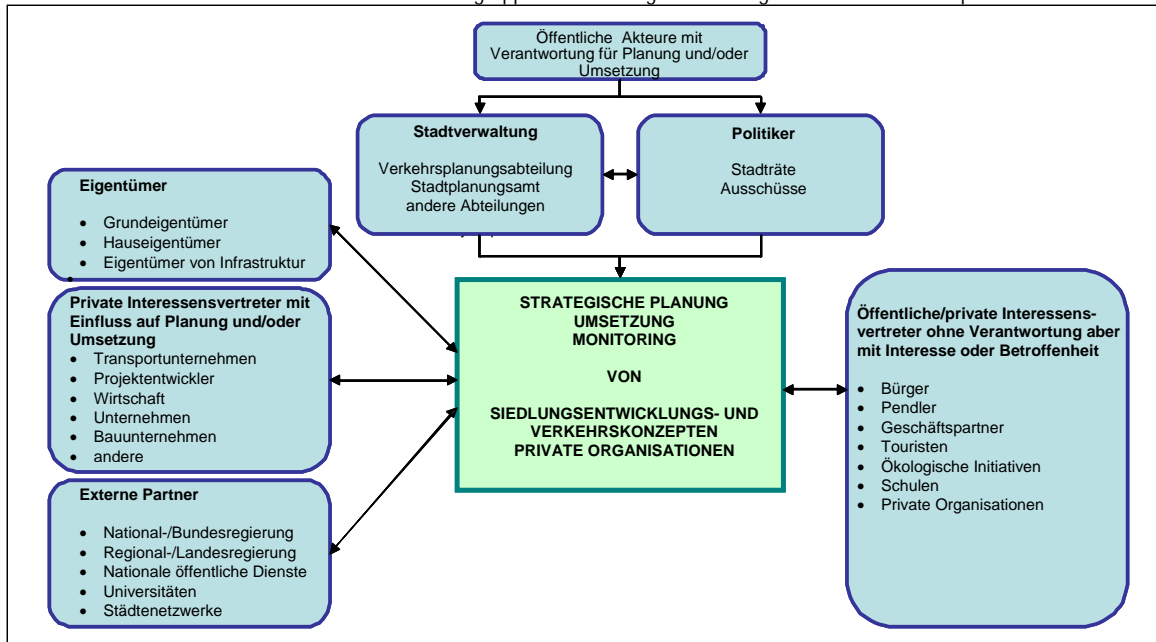 Öffentliche Akteure mit
Verantwortung für Planung und/oder
Umsetzung
Stadtverwaltung
Verkehrsplanungsabteilung
Stadtplanungsamt
andere Abteilungen
Politiker
Stadträte
Ausschüsse
Eigentümer
• Grundeigentümer
• Hauseigentümer
• Eigentümer von Infrastruktur
•
Private Interessensvertreter mit
Einfluss auf Planung und/oder
Umsetzung
• Transportunternehmen
• Projektentwickler
• Wirtschaft
• Unternehmen
• Bauunternehmen
• andere
Externe Partner
• National-/Bundesregierung
• Regional-/Landesregierung
• Nationale öffentliche Dienste
• Universitäten
• Städtenetzwerke
STRATEGISCHE PLANUNG
UMSETZUNG
MONITORING
VON
SIEDLUNGSENTWICKLUNGS- UND
VERKEHRSKONZEPTEN
PRIVATE ORGANISATIONEN
Öffentliche/private Interessens-
vertreter ohne Verantwortung aber
mit Interesse oder Betroffenheit
• Bürger
• Pendler
• Geschäftspartner
• Touristen
• Ökologische Initiativen
• Schulen
• Private Organisationen